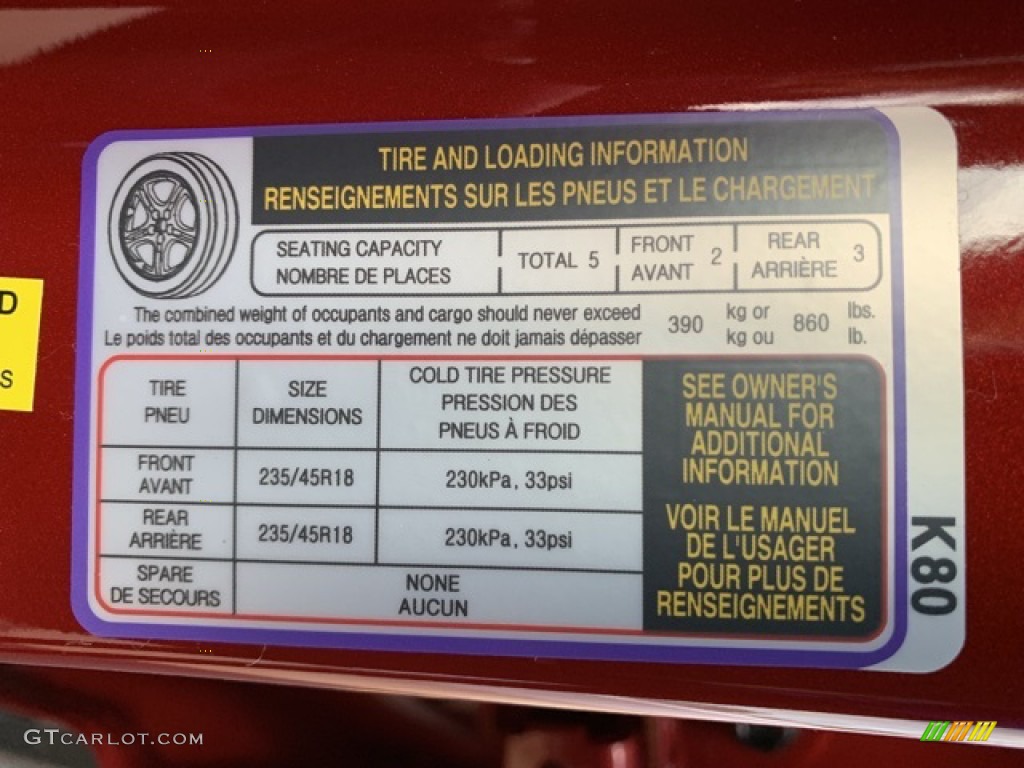 TIRE AND LOADING INFORMATION
RENSEIGNEMENTS SUR LES PNEUS ET LE CHARGEMENT
SEATING CAPACITY
NOMBRE DE PLACES
TOTAL 5
FRONT
AVANT
2
REAR
ARRIÈRE
3
The combined weight of occupants and cargo should never exceed
Le poids total des occupants et du chargement ne doit jamais dépasser
390
kg or
kg ou
860
lbs.
lb.
TIRE
PNEU
SIZE
DIMENSIONS
COLD TIRE PRESSURE
PRESSION DES
PNEUS À FROID
FRONT
AVANT
235/45R18
230kPa, 33psi
REAR
ARRIÈRE
235/45R18
230kPa, 33psi
SPARE
DE SECOURS
NONE
AUCUN
SEE OWNER'S
MANUAL FOR
ADDITIONAL
INFORMATION
VOIR LE MANUEL
DE L'USAGER
POUR PLUS DE
RENSEIGNEMENTS
K80
D
S
GTCARLOT.COM